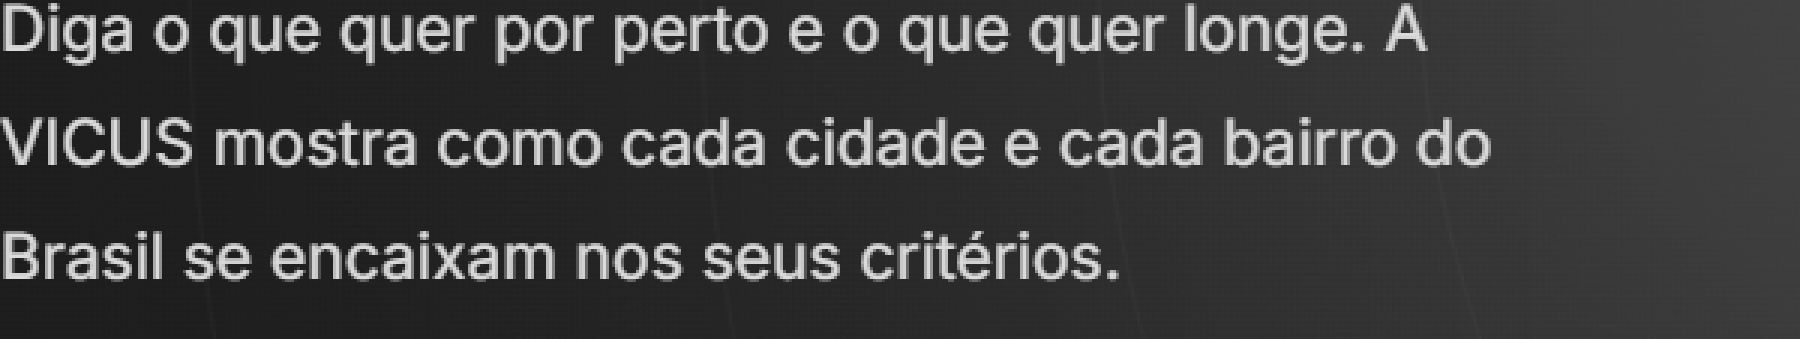 Diga o que quer por perto e o que quer longe. A
VICUS mostra como cada cidade e cada bairro do
Brasil se encaixam nos seus critérios.